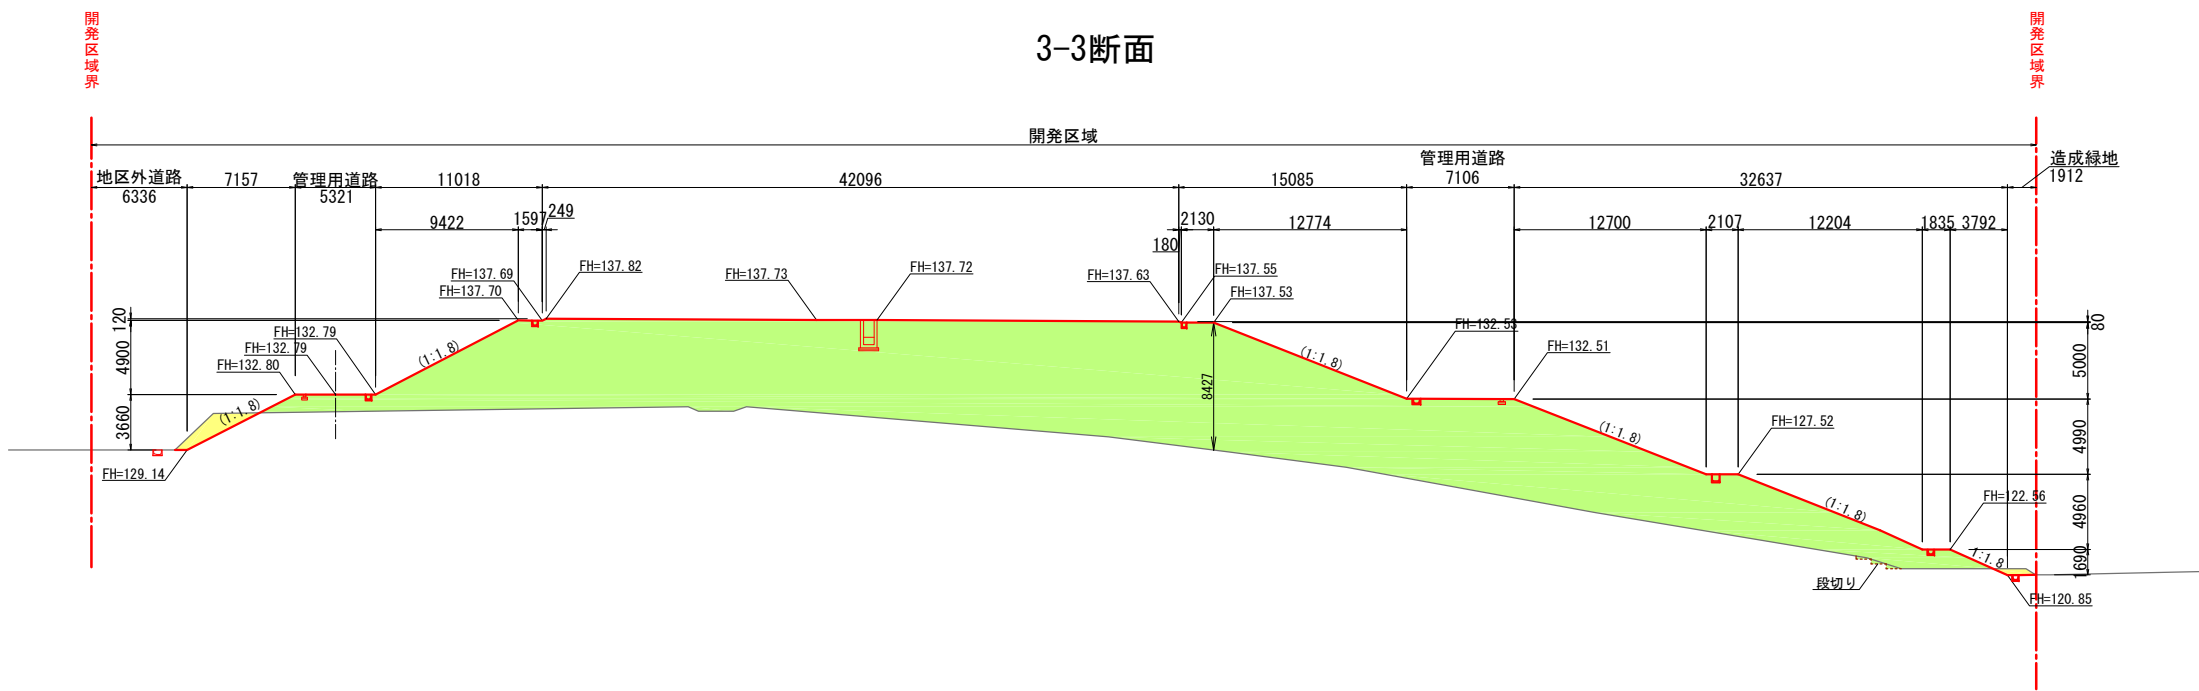 3-3断面
開発区域界
開発区域界
開発区域
地区外道路
6336
7157
管理用道路
5321
11018
42096
15085
管理用道路
7106
32637
造成緑地
1912
9422
1597
249
180
2130
12774
12700
2107
12204
1835
3792
FH=137.69
FH=137.70
FH=137.82
FH=137.73
FH=137.72
FH=137.63
FH=137.55
FH=137.53
120
4900
3660
FH=132.79
FH=132.79
FH=132.80
(1:1.8)
(1:1.8)
FH=129.14
8427
(1:1.8)
FH=132.53
FH=132.51
(1:1.8)
FH=127.52
(1:1.8)
FH=122.56
1:1.8
FH=120.85
段切り
80
5000
4990
4960
1690